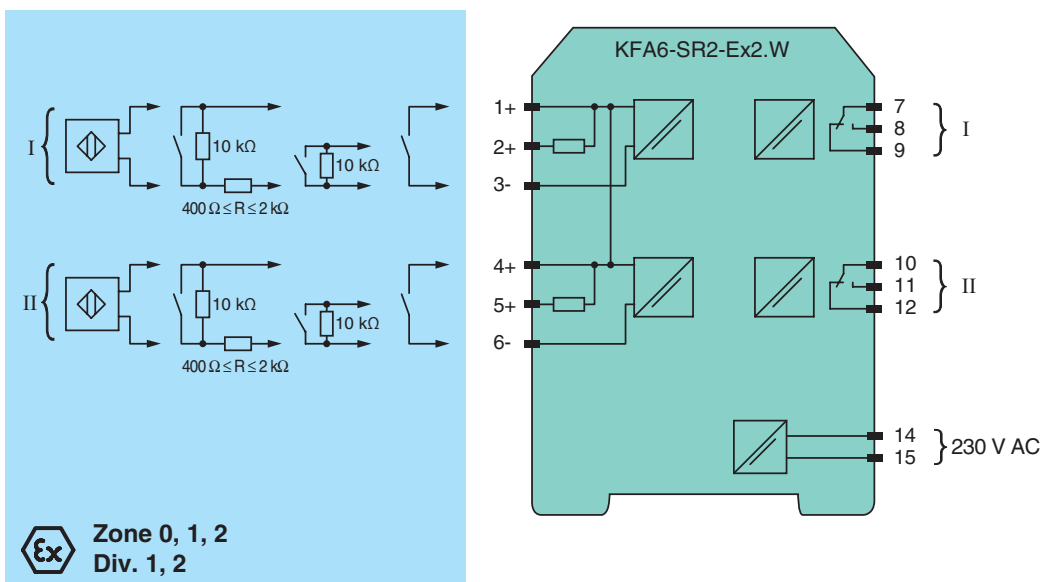 KFA6-SR2-Ex2.W
I
10 kΩ
10 kΩ
400 Ω ≤ R ≤ 2 kΩ
1+
2+
3-
7
8
9
I
II
10 kΩ
10 kΩ
400 Ω ≤ R ≤ 2 kΩ
4+
5+
6-
10
11
12
II
14
15
230 V AC
Ex
Zone 0, 1, 2
Div. 1, 2